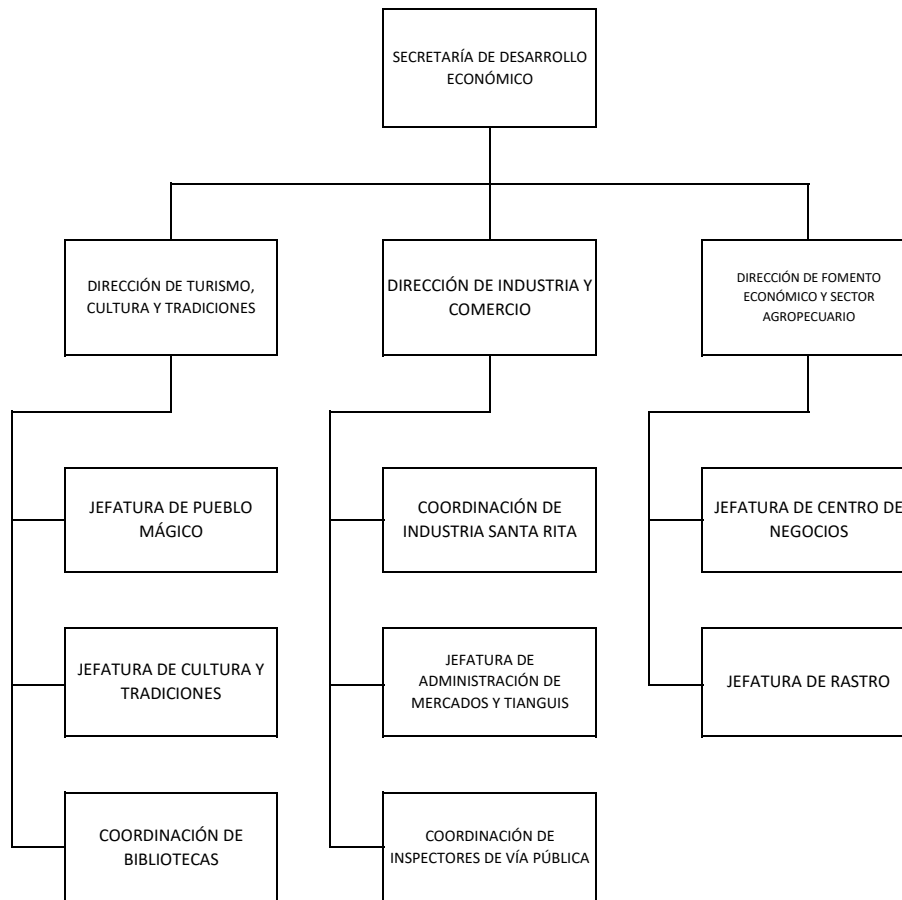 SECRETARÍA DE DESARROLLO
ECONÓMICO
DIRECCIÓN DE TURISMO,
CULTURA Y TRADICIONES
DIRECCIÓN DE INDUSTRIA Y
COMERCIO
DIRECCIÓN DE FOMENTO
ECONÓMICO Y SECTOR
AGROPECUARIO
JEFATURA DE PUEBLO
MÁGICO
COORDINACIÓN DE
INDUSTRIA SANTA RITA
JEFATURA DE CENTRO DE
NEGOCIOS
JEFATURA DE CULTURA Y
TRADICIONES
JEFATURA DE
ADMINISTRACIÓN DE
MERCADOS Y TIANGUIS
JEFATURA DE RASTRO
COORDINACIÓN DE
BIBLIOTECAS
COORDINACIÓN DE
INSPECTORES DE VÍA PÚBLICA